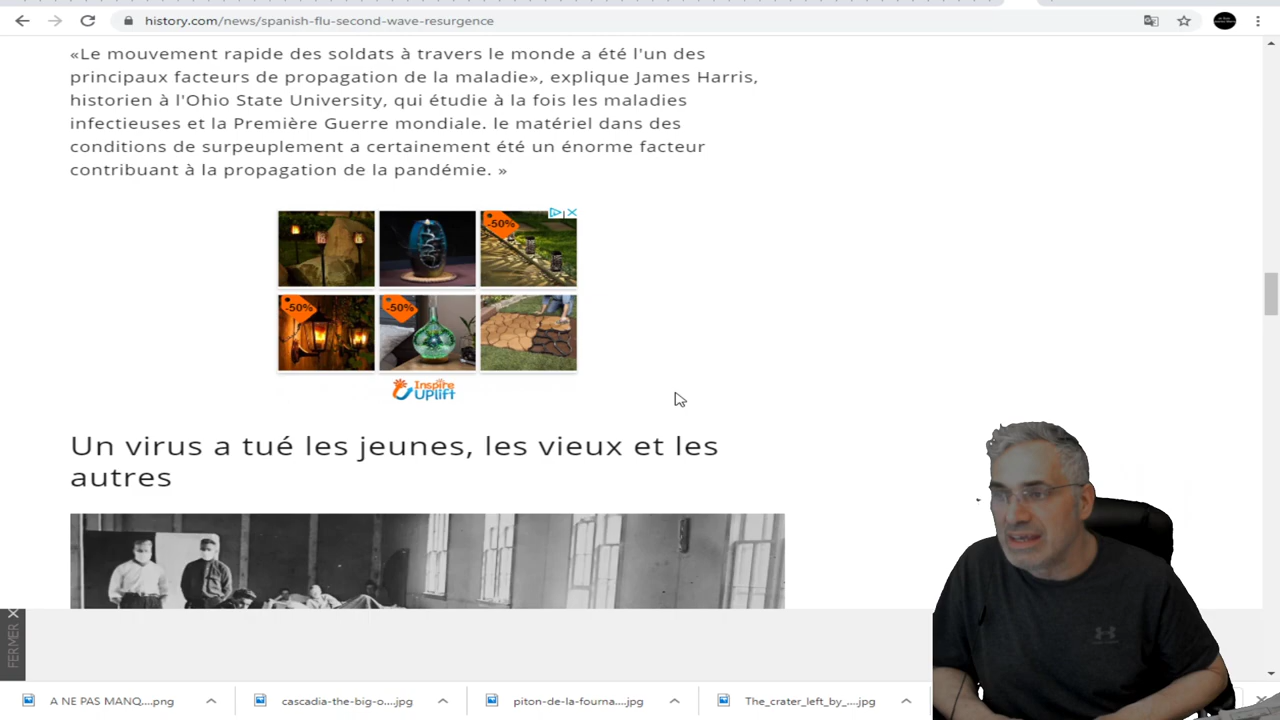 history.com/news/spanish-flu-second-wave-resurgence
«Le mouvement rapide des soldats à travers le monde a été l'un des
principaux facteurs de propagation de la maladie», explique James Harris,
historien à l'Ohio State University, qui étudie à la fois les maladies
infectieuses et la Première Guerre mondiale. le matériel dans des
conditions de surpeuplement a certainement été un énorme facteur
contribuant à la propagation de la pandémie. »
-50%
-50%
-50%
Inspire
UPLift
Un virus a tué les jeunes, les vieux et les
autres
FERMER X
UNDER ARMOUR
A NE PAS MANQ....png
cascadia-the-big-o....jpg
piton-de-la-fourna....jpg
The_crater_left_by_....jpg